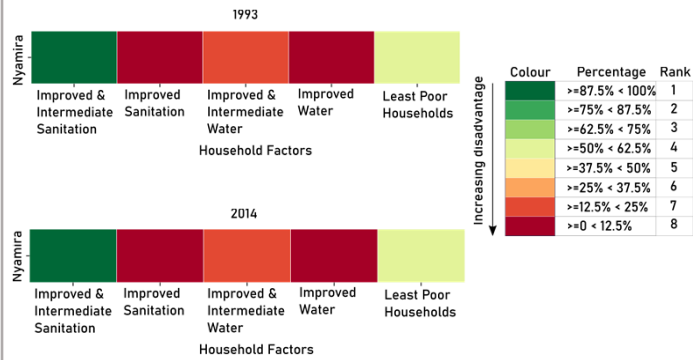 1993
Nyamira
Improved &
Intermediate
Sanitation
Improved
Sanitation
Improved &
Intermediate
Water
Improved
Water
Least Poor
Households
Household Factors
2014
Nyamira
Improved &
Intermediate
Sanitation
Improved
Sanitation
Improved &
Intermediate
Water
Improved
Water
Least Poor
Households
Household Factors
Increasing disadvantage
Colour Percentage Rank
>=87.5% < 100% 1
>=75% < 87.5% 2
>=62.5% < 75% 3
>=50% < 62.5% 4
>=37.5% < 50% 5
>=25% < 37.5% 6
>=12.5% < 25% 7
>=0 < 12.5% 8